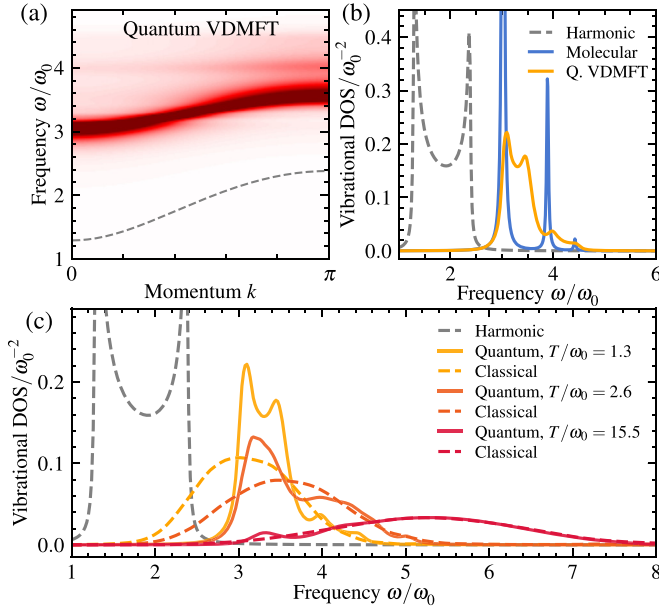 (a)
Quantum VDMFT
Frequency ω/ω₀
4
3
2
1
0
π
Momentum k
(b)
Harmonic
Molecular
Q. VDMFT
Vibrational DOS/ω₀⁻²
0.4
0.3
0.2
0.1
0.0
2
4
6
Frequency ω/ω₀
(c)
Harmonic
Quantum, T/ω₀ = 1.3
Classical
Quantum, T/ω₀ = 2.6
Classical
Quantum, T/ω₀ = 15.5
Classical
Vibrational DOS/ω₀⁻²
0.2
0.1
0.0
1 2 3 4 5 6 7 8
Frequency ω/ω₀